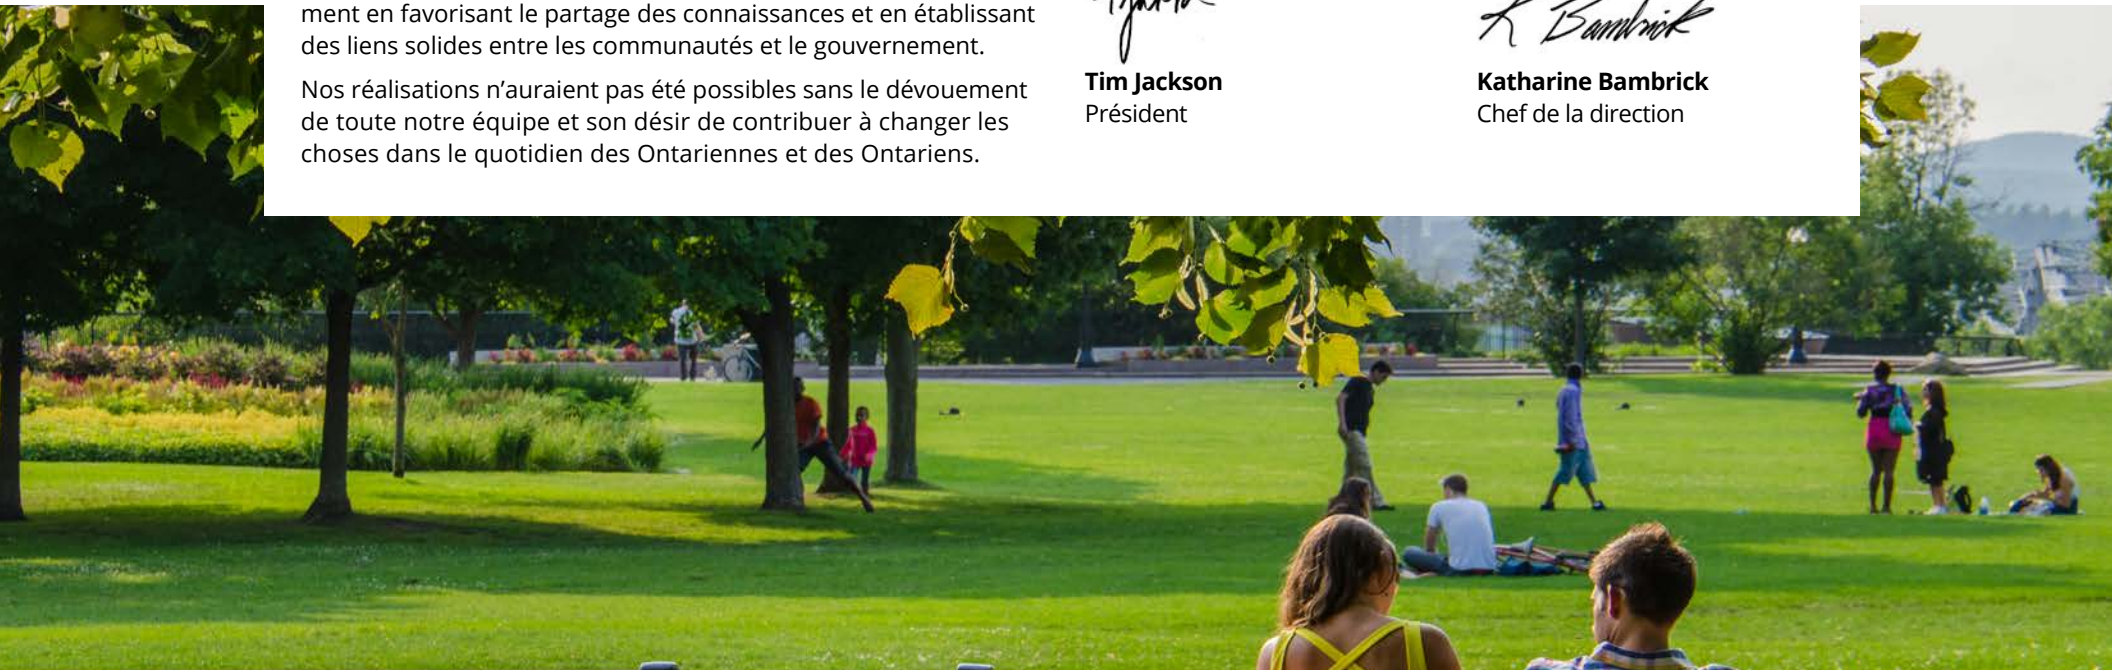 ment en favorisant le partage des connaissances et en établissant
des liens solides entre les communautés et le gouvernement.
Nos réalisations n’auraient pas été possibles sans le dévouement
de toute notre équipe et son désir de contribuer à changer les
choses dans le quotidien des Ontariennes et des Ontariens.
K Bambrick
Tim Jackson
Président
Katharine Bambrick
Chef de la direction